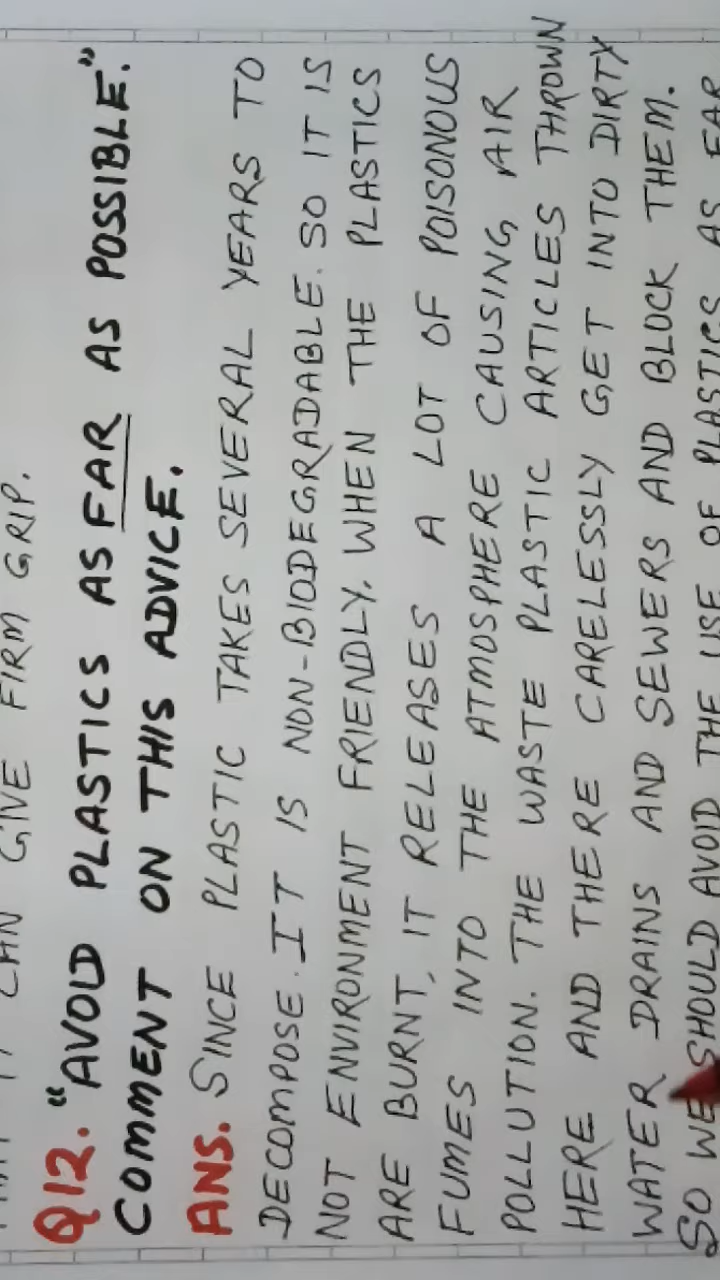 CAN GIVE FIRM GRIP.
Q12. "AVOID PLASTICS AS FAR AS POSSIBLE."
COMMENT ON THIS ADVICE.
ANS. SINCE PLASTIC TAKES SEVERAL YEARS TO
DECOMPOSE. IT IS NON-BIODEGRADABLE. SO IT IS
NOT ENVIRONMENT FRIENDLY. WHEN THE PLASTICS
ARE BURNT, IT RELEASES A LOT OF POISONOUS
FUMES INTO THE ATMOSPHERE CAUSING AIR
POLLUTION. THE WASTE PLASTIC ARTICLES THROWN
HERE AND THERE CARELESSLY GET INTO DIRTY
WATER DRAINS AND SEWERS AND BLOCK THEM.
SO WE SHOULD AVOID THE USE OF PLASTICS AS FAR